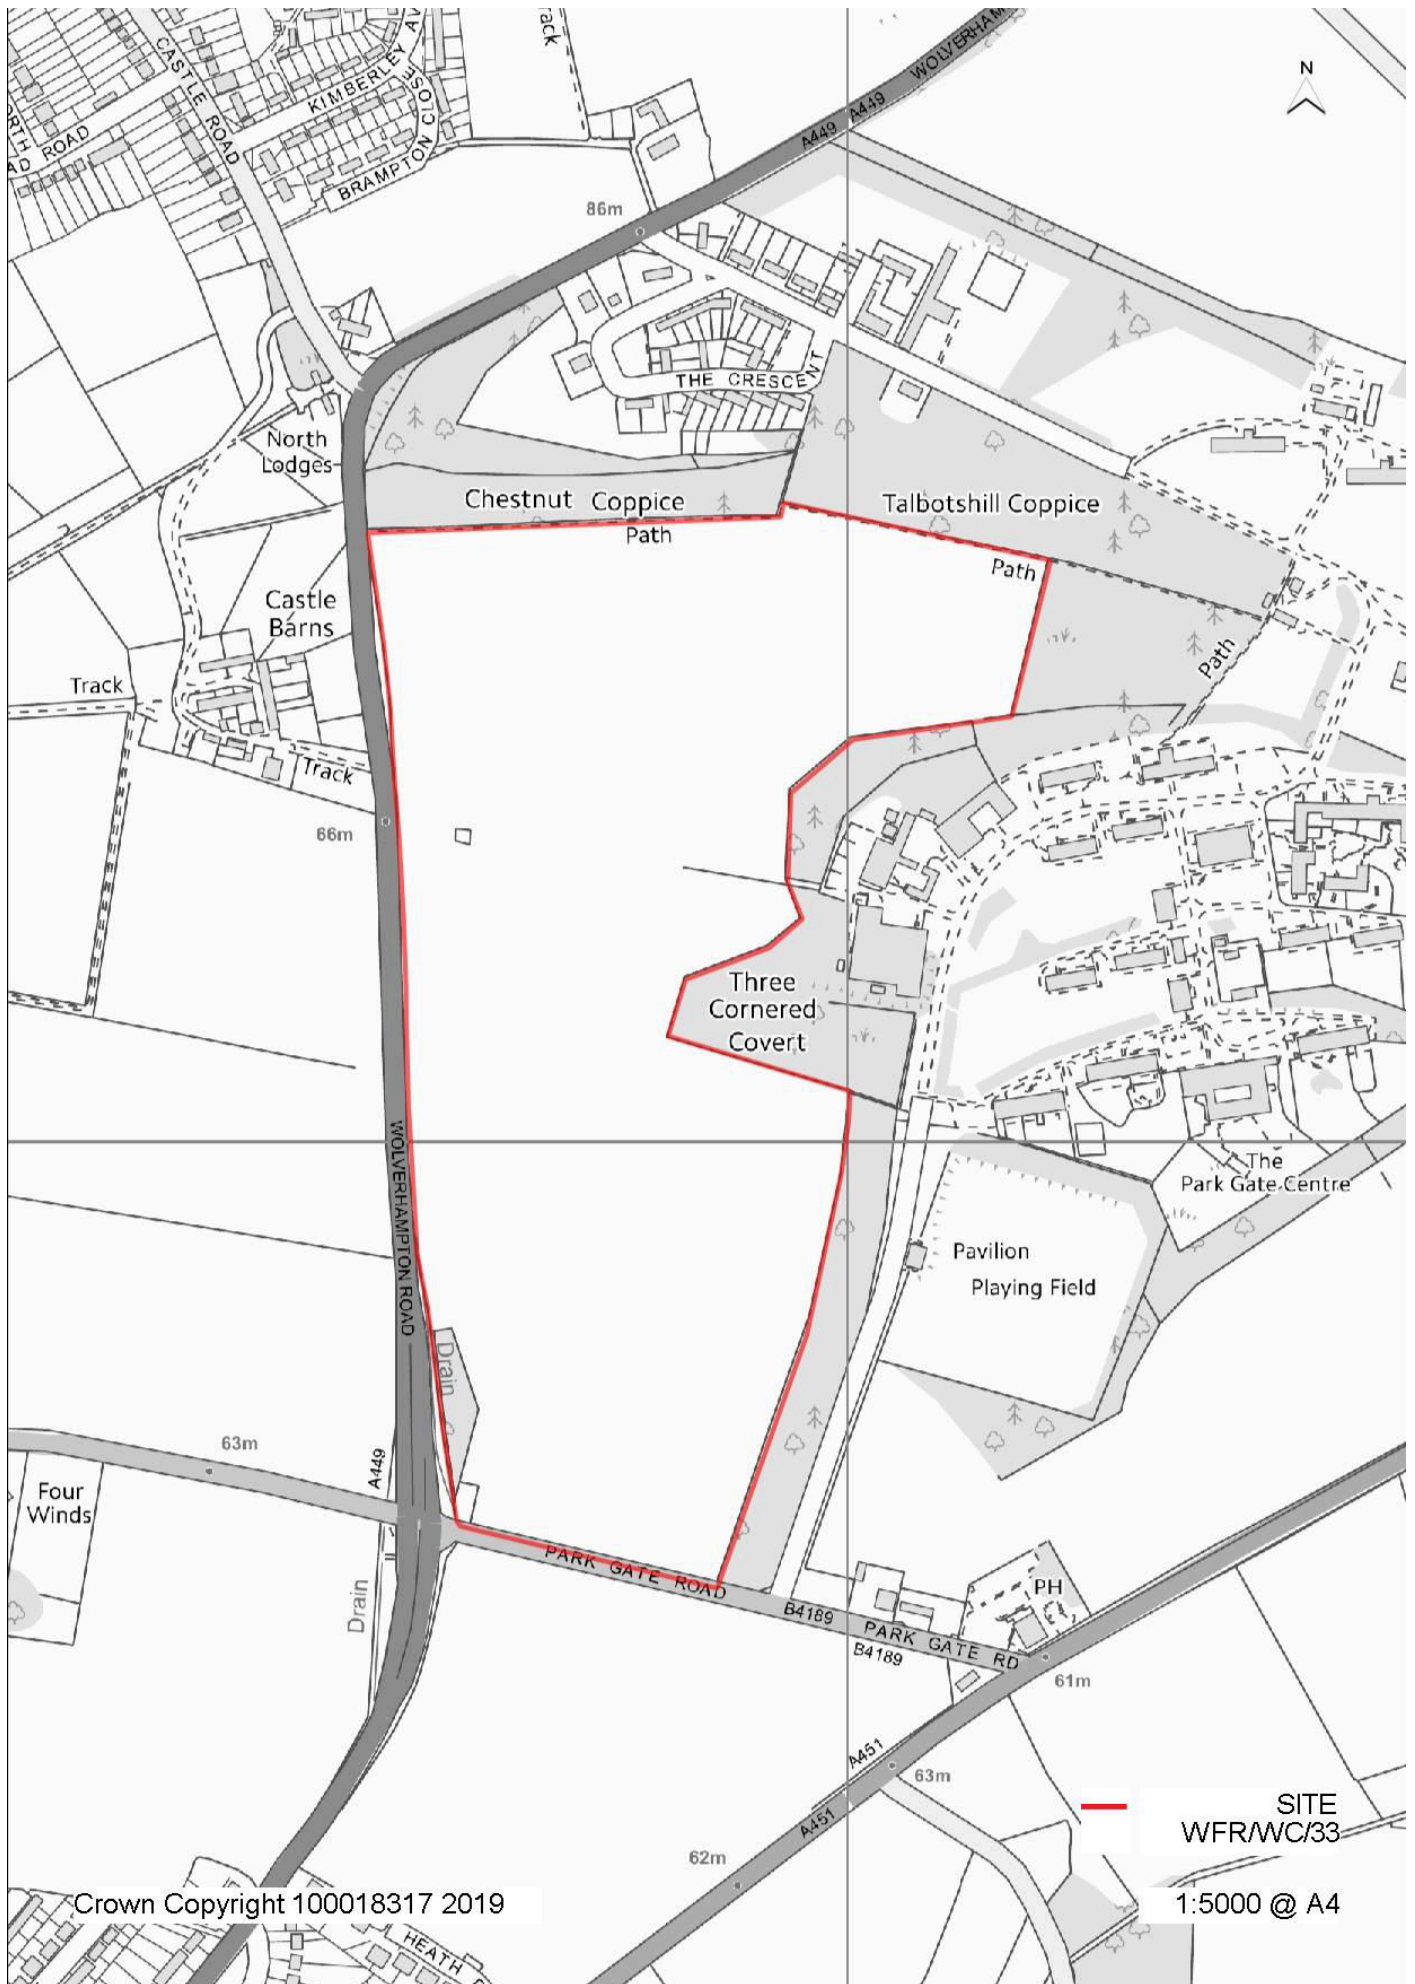 Track
WOLVERHAM
N
CASTLE ROAD
KIMBERLEY AV
BRAMPTON CLOSE
ROAD
A449
A449
86m
THE CRESCENT
North
Lodges
Chestnut Coppice
Path
Talbotshill Coppice
Path
Path
Castle
Barns
Track
Track
66m
Three
Cornered
Covert
WOLVERHAMPTON ROAD
The
Park Gate Centre
Pavilion
Playing Field
Drain
63m
A449
Four
Winds
Drain
PARK GATE ROAD
B4189
PARK GATE RD
B4189
PH
61m
A451
63m
A451
62m
SITE
WFR/WC/33
Crown Copyright 100018317 2019
1:5000 @ A4
HEATH